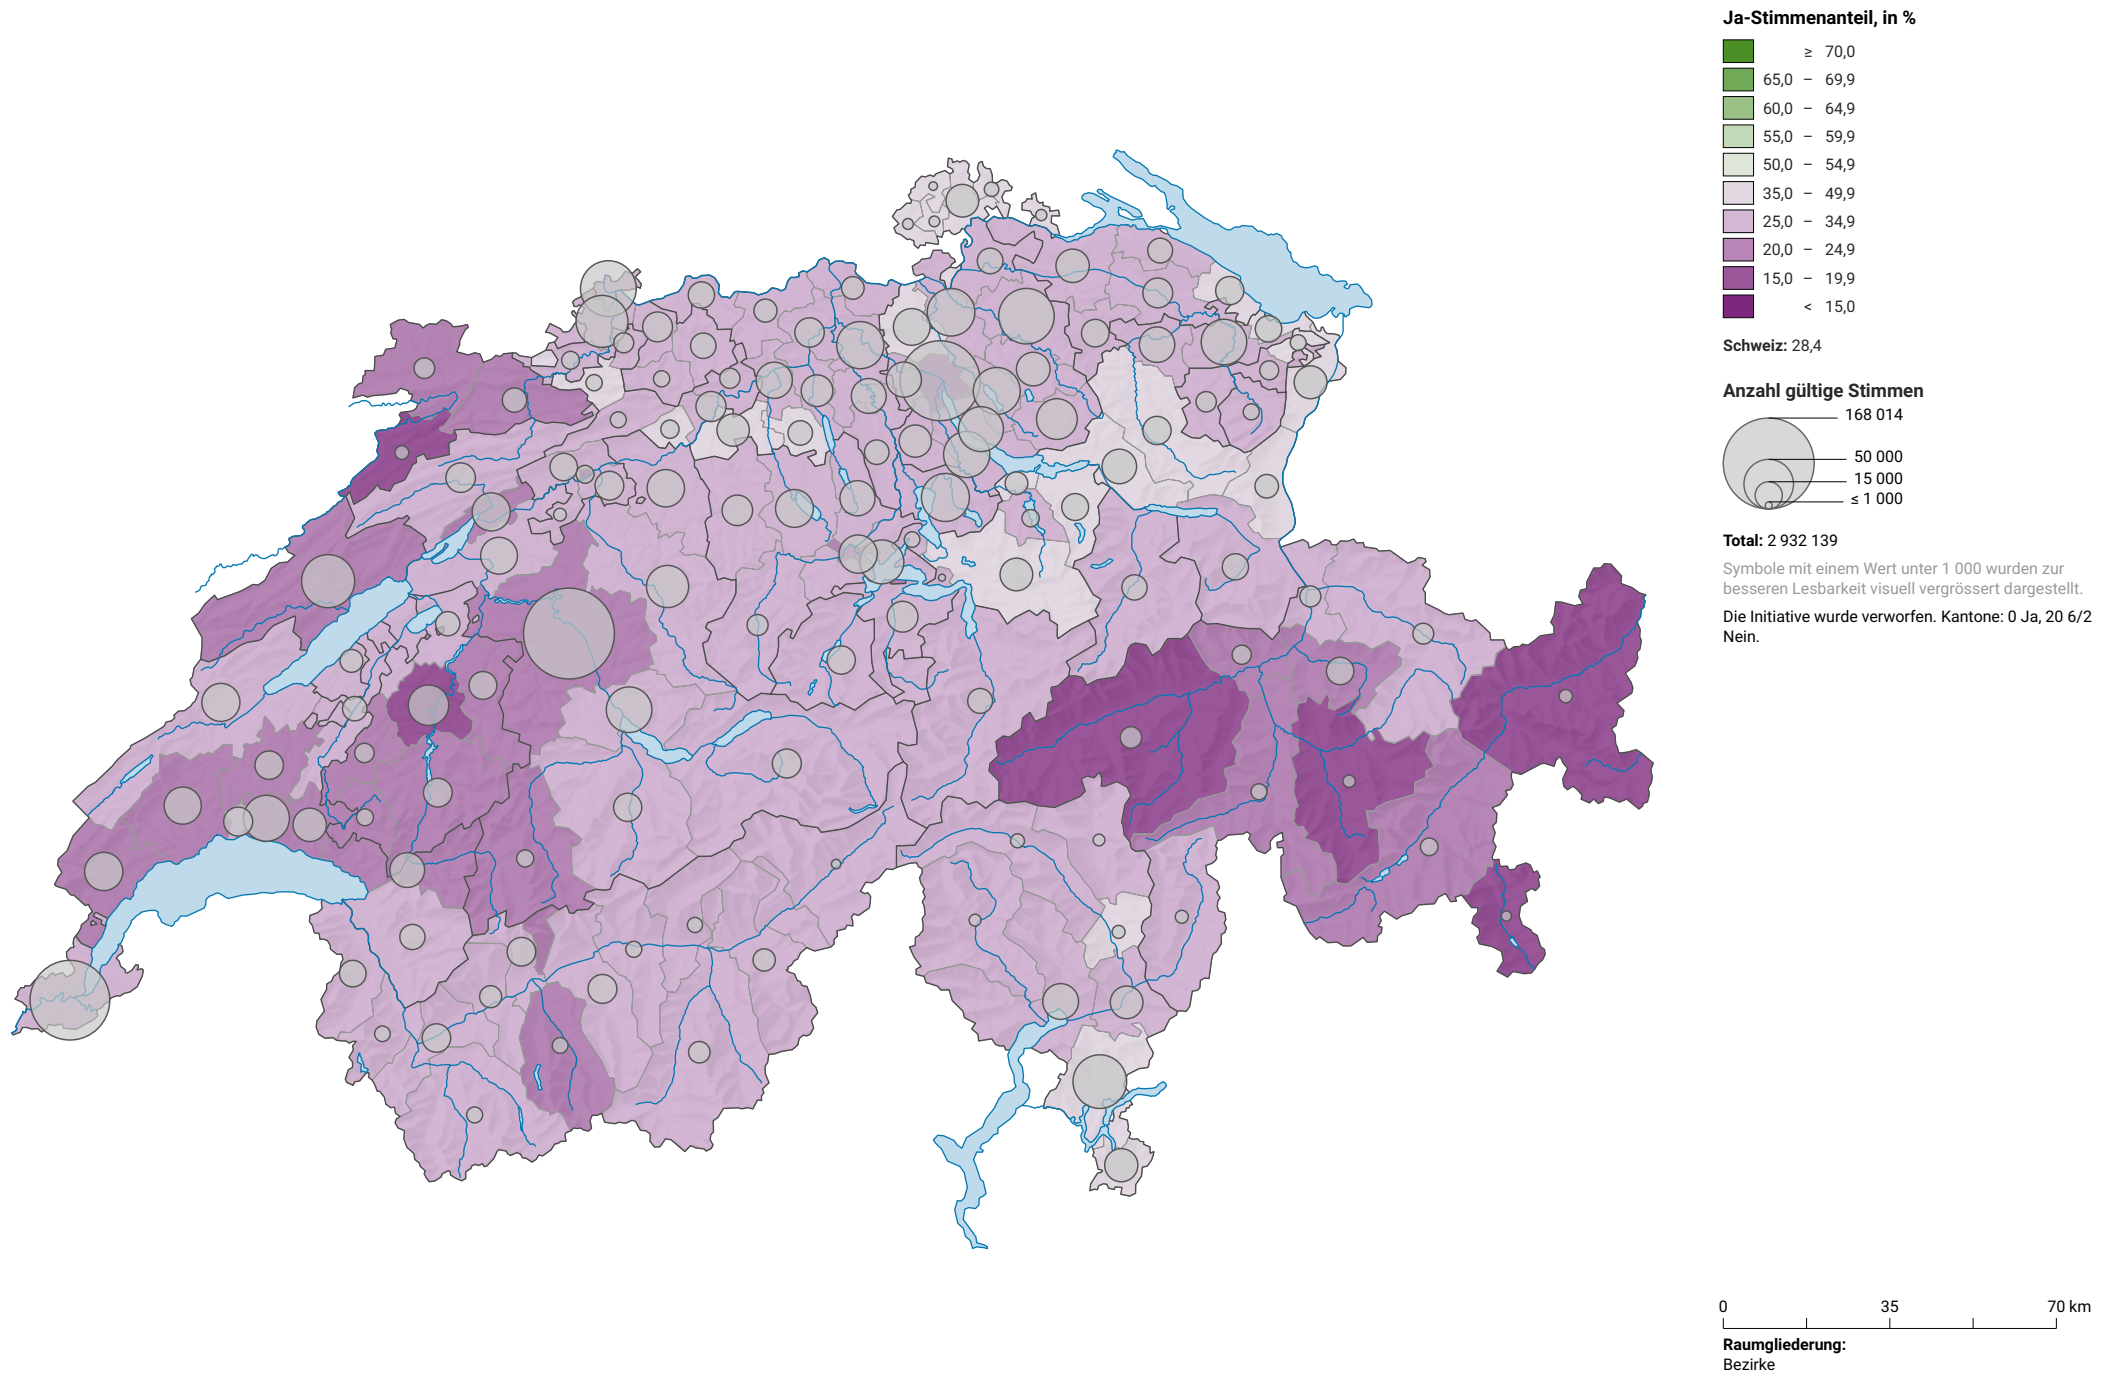 Ja-Stimmenanteil, in %
≥ 70,0
65,0 – 69,9
60,0 – 64,9
55,0 – 59,9
50,0 – 54,9
35,0 – 49,9
25,0 – 34,9
20,0 – 24,9
15,0 – 19,9
< 15,0
Schweiz: 28,4
Anzahl gültige Stimmen
168 014
50 000
15 000
≤ 1 000
Total: 2 932 139
Symbole mit einem Wert unter 1 000 wurden zur
besseren Lesbarkeit visuell vergrössert dargestellt.
Die Initiative wurde verworfen. Kantone: 0 Ja, 20 6/2
Nein.
0 35 70 km
Raumgliederung:
Bezirke